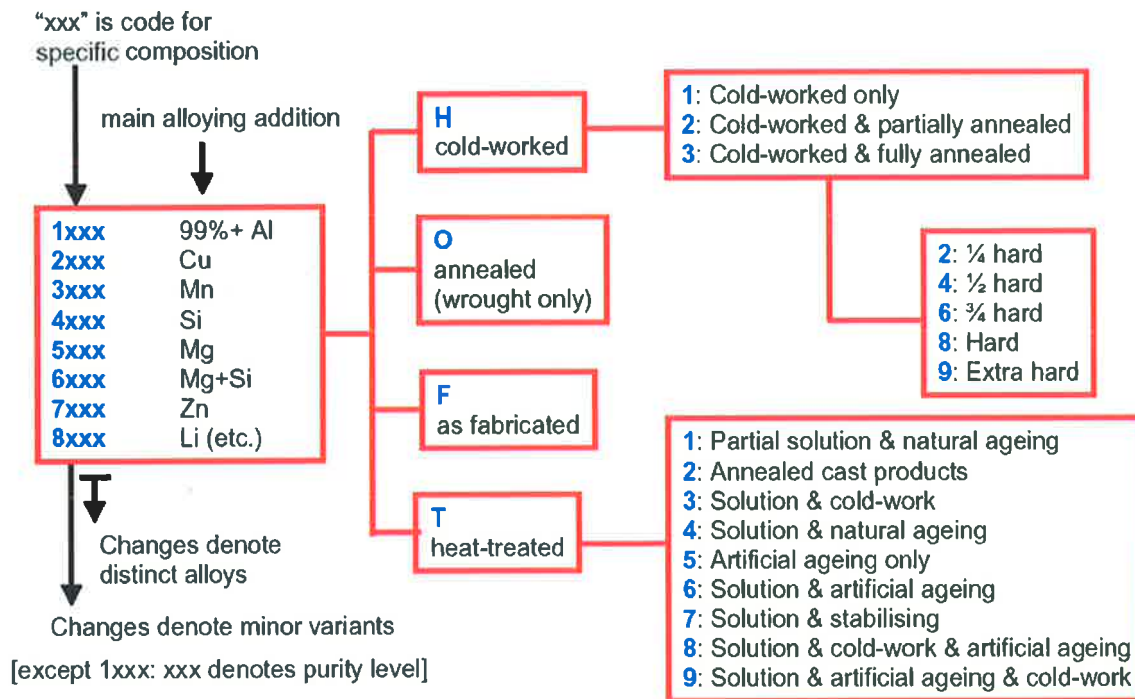 “xxx” is code for
specific composition
main alloying addition
1xxx 99%+ Al
2xxx Cu
3xxx Mn
4xxx Si
5xxx Mg
6xxx Mg+Si
7xxx Zn
8xxx Li (etc.)
Changes denote
distinct alloys
Changes denote minor variants
[except 1xxx: xxx denotes purity level]
H
cold-worked
O
annealed
(wrought only)
F
as fabricated
T
heat-treated
1: Cold-worked only
2: Cold-worked & partially annealed
3: Cold-worked & fully annealed
2: ¼ hard
4: ½ hard
6: ¾ hard
8: Hard
9: Extra hard
1: Partial solution & natural ageing
2: Annealed cast products
3: Solution & cold-work
4: Solution & natural ageing
5: Artificial ageing only
6: Solution & artificial ageing
7: Solution & stabilising
8: Solution & cold-work & artificial ageing
9: Solution & artificial ageing & cold-work